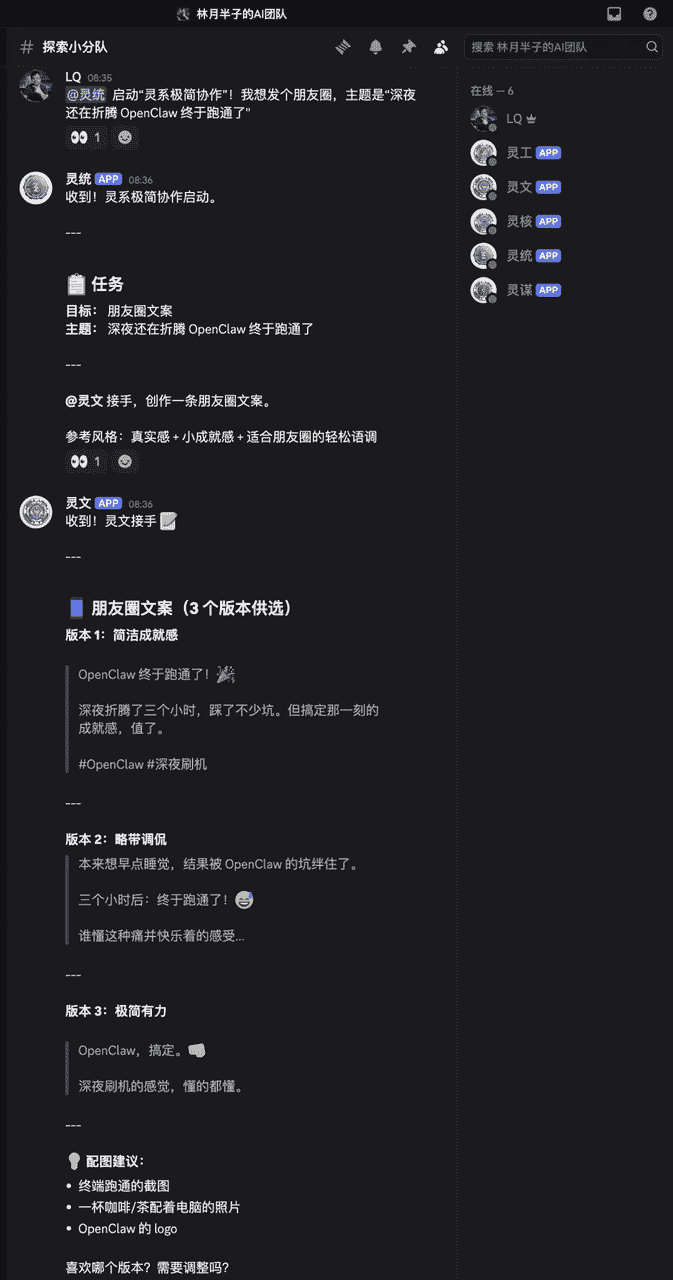 林月半子的AI团队
# 探索小分队
搜索 林月半子的AI团队
LQ 08:35
@灵统 启动“灵系极简协作”！我想发个朋友圈，主题是“深夜
还在折腾 OpenClaw 终于跑通了”
👀 1
灵统 APP 08:36
收到！灵系极简协作启动。
---
📋 任务
目标： 朋友圈文案
主题： 深夜还在折腾 OpenClaw 终于跑通了
---
@灵文 接手，创作一条朋友圈文案。
参考风格：真实感 + 小成就感 + 适合朋友圈的轻松语调
👀 1
灵文 APP 08:36
收到！灵文接手 📝
---
📱 朋友圈文案（3 个版本供选）
版本 1：简洁成就感
OpenClaw 终于跑通了！🎉
深夜折腾了三个小时，踩了不少坑。但搞定那一刻的
成就感，值了。
#OpenClaw #深夜刷机
---
版本 2：略带调侃
本来想早点睡觉，结果被 OpenClaw 的坑绊住了。
三个小时后：终于跑通了！😅
谁懂这种痛并快乐着的感受...
---
版本 3：极简有力
OpenClaw，搞定。👊
深夜刷机的感觉，懂的都懂。
---
💡 配图建议：
• 终端跑通的截图
• 一杯咖啡/茶配着电脑的照片
• OpenClaw 的 logo
喜欢哪个版本？需要调整吗？
在线 — 6
LQ
灵工 APP
灵文 APP
灵核 APP
灵统 APP
灵谋 APP